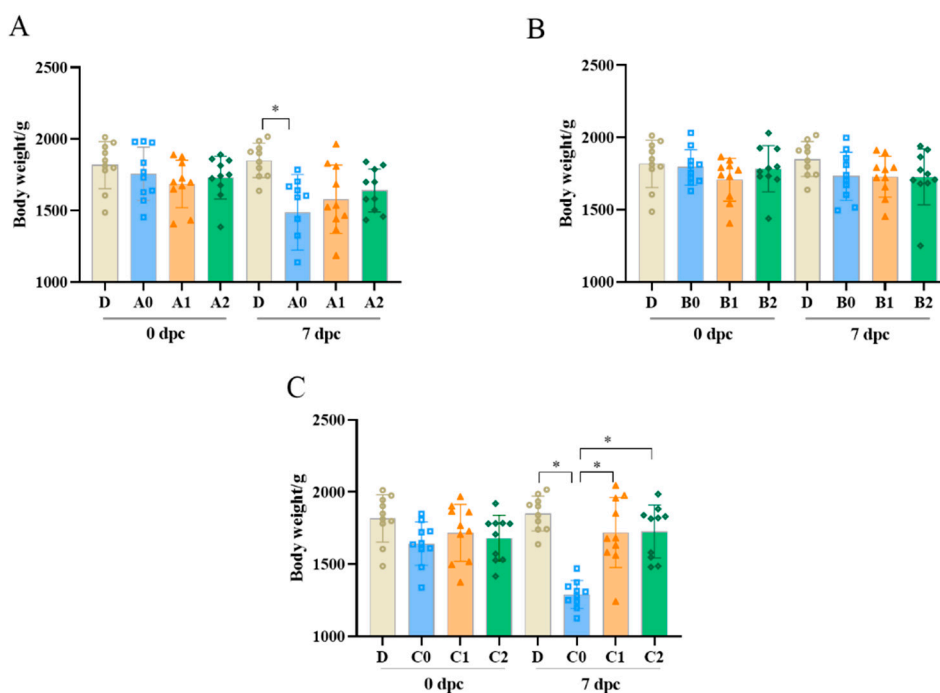 A
Body weight/g
2500
2000
1500
1000
*
D A0 A1 A2 D A0 A1 A2
0 dpc 7 dpc
B
Body weight/g
2500
2000
1500
1000
D B0 B1 B2 D B0 B1 B2
0 dpc 7 dpc
C
Body weight/g
2500
2000
1500
1000
*
* *
D C0 C1 C2 D C0 C1 C2
0 dpc 7 dpc